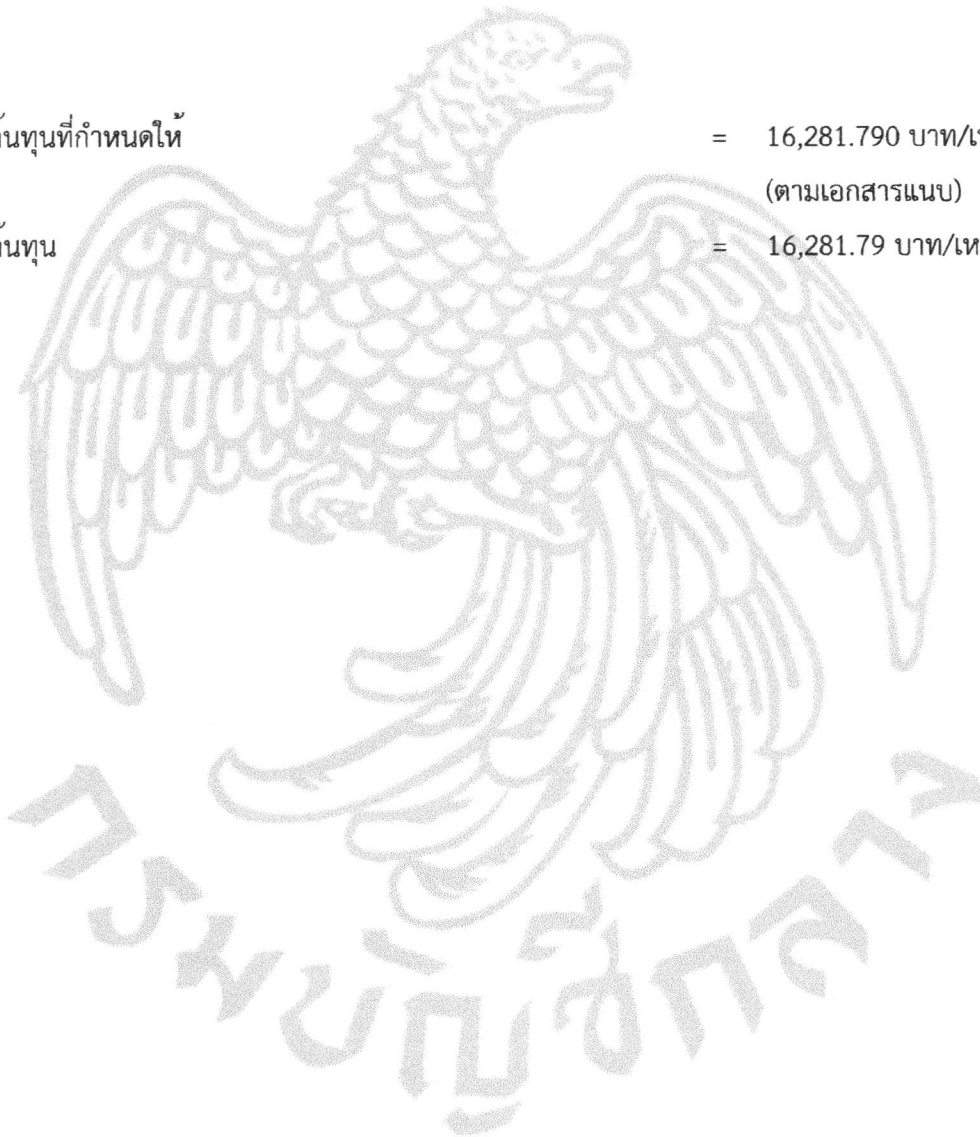 ต้นทุนที่กำหนดให้ = 16,281.790 บาท/
(ตามเอกสารแนบ)
ต้นทุน = 16,281.79 บาท/เห
กรมบัญชีกลาง